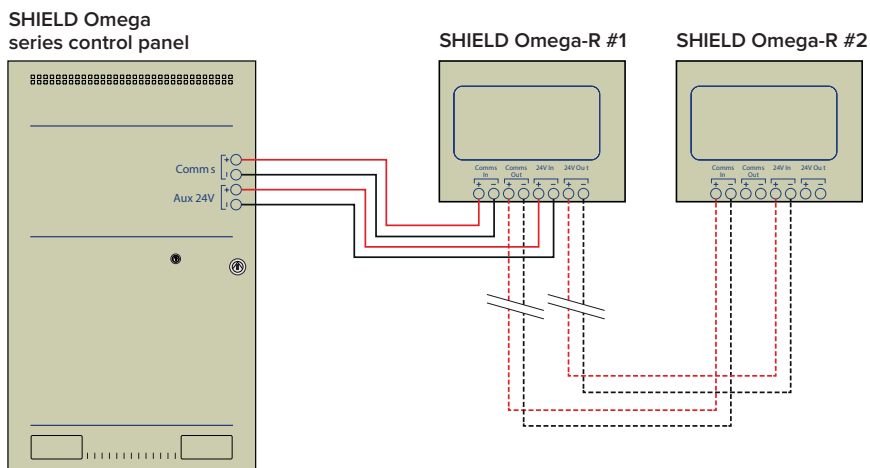 SHIELD Omega
series control panel
SHIELD Omega-R #1
SHIELD Omega-R #2
Comms
+
–
Aux 24V
+
–
Comms In
Comms Out
24V In
24V Out
+ – + – + – + –
Comms In
Comms Out
24V In
24V Out
+ – + – + – + –